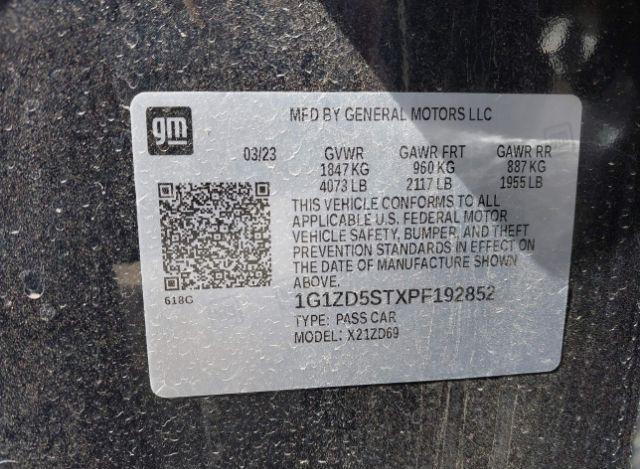 gm
MFD BY GENERAL MOTORS LLC
03/23 GVWR GAWR FRT GAWR RR
1847 KG 960 KG 887 KG
4073 LB 2117 LB 1955 LB
THIS VEHICLE CONFORMS TO ALL
APPLICABLE U.S. FEDERAL MOTOR
VEHICLE SAFETY, BUMPER, AND THEFT
PREVENTION STANDARDS IN EFFECT ON
THE DATE OF MANUFACTURE SHOWN
ABOVE.
618G
1G1ZD5STXPF192852
TYPE: PASS CAR
MODEL: X21ZD69